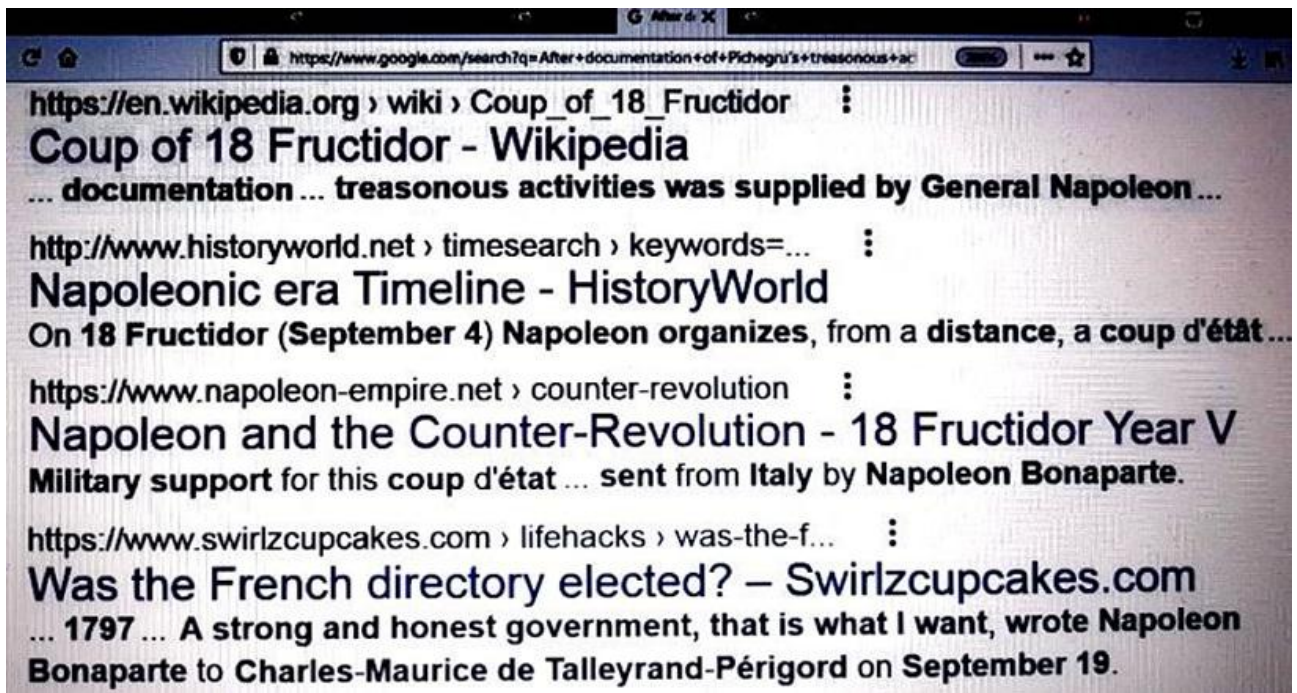 G After do X
https://www.google.com/search?q=After+documentation+of+Pichegru's+treasonous+ac
https://en.wikipedia.org › wiki › Coup_of_18_Fructidor
Coup of 18 Fructidor - Wikipedia
... documentation ... treasonous activities was supplied by General Napoleon ...
http://www.historyworld.net › timesearch › keywords=...
Napoleonic era Timeline - HistoryWorld
On 18 Fructidor (September 4) Napoleon organizes, from a distance, a coup d'étât ...
https://www.napoleon-empire.net › counter-revolution
Napoleon and the Counter-Revolution - 18 Fructidor Year V
Military support for this coup d'état ... sent from Italy by Napoleon Bonaparte.
https://www.swirlzcupcakes.com › lifehacks › was-the-f...
Was the French directory elected? – Swirlzcupcakes.com
... 1797 ... A strong and honest government, that is what I want, wrote Napoleon
Bonaparte to Charles-Maurice de Talleyrand-Périgord on September 19.